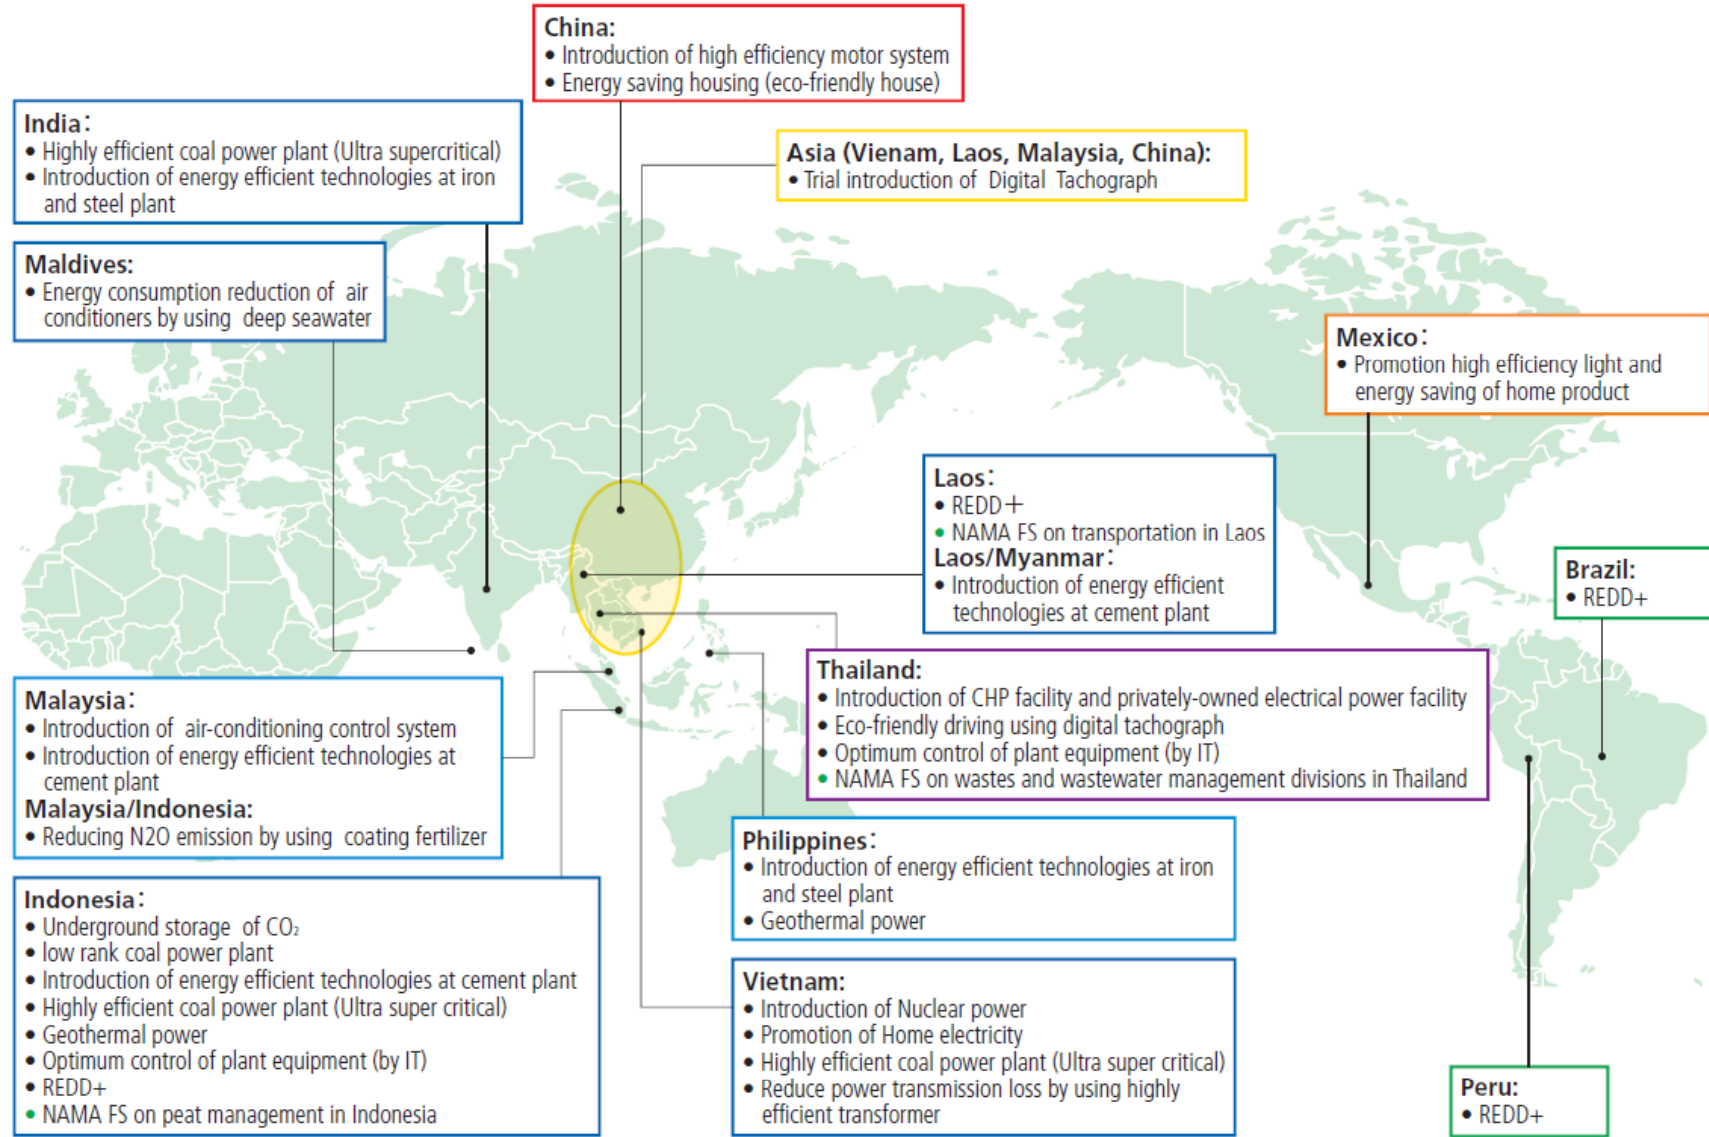 China:
• Introduction of high efficiency motor system
• Energy saving housing (eco-friendly house)
India:
• Highly efficient coal power plant (Ultra supercritical)
• Introduction of energy efficient technologies at iron
and steel plant
Asia (Vienam, Laos, Malaysia, China):
• Trial introduction of Digital Tachograph
Maldives:
• Energy consumption reduction of air
conditioners by using deep seawater
Mexico:
• Promotion high efficiency light and
energy saving of home product
Laos:
• REDD+
• NAMA FS on transportation in Laos
Laos/Myanmar:
• Introduction of energy efficient
technologies at cement plant
Brazil:
• REDD+
Thailand:
• Introduction of CHP facility and privately-owned electrical power facility
• Eco-friendly driving using digital tachograph
• Optimum control of plant equipment (by IT)
• NAMA FS on wastes and wastewater management divisions in Thailand
Malaysia:
• Introduction of air-conditioning control system
• Introduction of energy efficient technologies at
cement plant
Malaysia/Indonesia:
• Reducing N2O emission by using coating fertilizer
Philippines:
• Introduction of energy efficient technologies at iron
and steel plant
• Geothermal power
Indonesia:
• Underground storage of CO₂
• low rank coal power plant
• Introduction of energy efficient technologies at cement plant
• Highly efficient coal power plant (Ultra super critical)
• Geothermal power
• Optimum control of plant equipment (by IT)
• REDD+
• NAMA FS on peat management in Indonesia
Vietnam:
• Introduction of Nuclear power
• Promotion of Home electricity
• Highly efficient coal power plant (Ultra super critical)
• Reduce power transmission loss by using highly
efficient transformer
Peru:
• REDD+